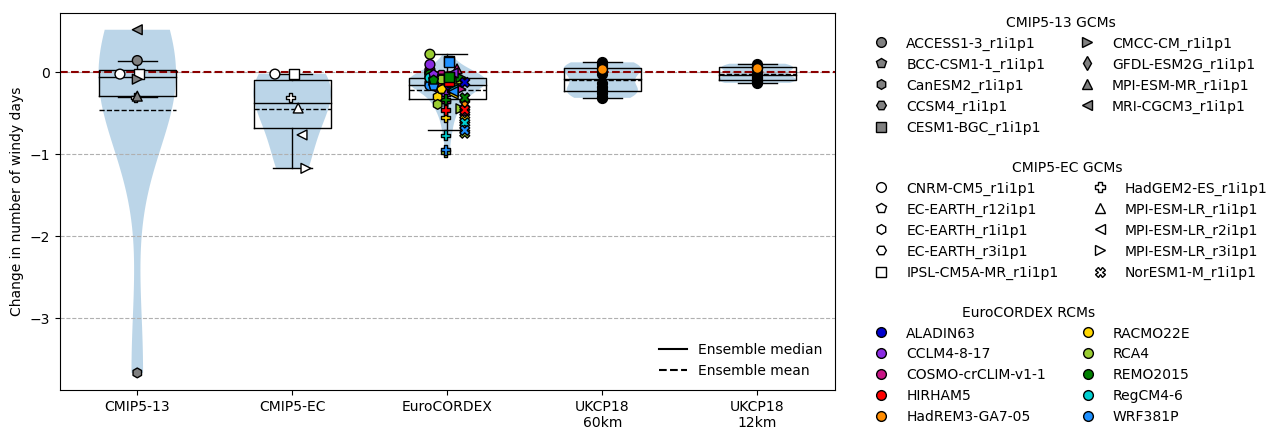 Change in number of windy days
0
−1
−2
−3
CMIP5-13
CMIP5-EC
EuroCORDEX
UKCP18
60km
UKCP18
12km
Ensemble median
Ensemble mean
CMIP5-13 GCMs
ACCESS1-3_r1i1p1
BCC-CSM1-1_r1i1p1
CanESM2_r1i1p1
CCSM4_r1i1p1
CESM1-BGC_r1i1p1
CMCC-CM_r1i1p1
GFDL-ESM2G_r1i1p1
MPI-ESM-MR_r1i1p1
MRI-CGCM3_r1i1p1
CMIP5-EC GCMs
CNRM-CM5_r1i1p1
EC-EARTH_r12i1p1
EC-EARTH_r1i1p1
EC-EARTH_r3i1p1
IPSL-CM5A-MR_r1i1p1
HadGEM2-ES_r1i1p1
MPI-ESM-LR_r1i1p1
MPI-ESM-LR_r2i1p1
MPI-ESM-LR_r3i1p1
NorESM1-M_r1i1p1
EuroCORDEX RCMs
ALADIN63
CCLM4-8-17
COSMO-crCLIM-v1-1
HIRHAM5
HadREM3-GA7-05
RACMO22E
RCA4
REMO2015
RegCM4-6
WRF381P